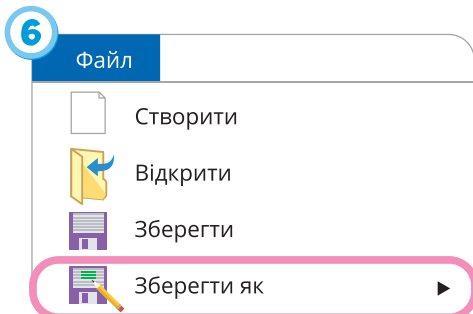 6
Файл
Створити
Відкрити
Зберегти
Зберегти як